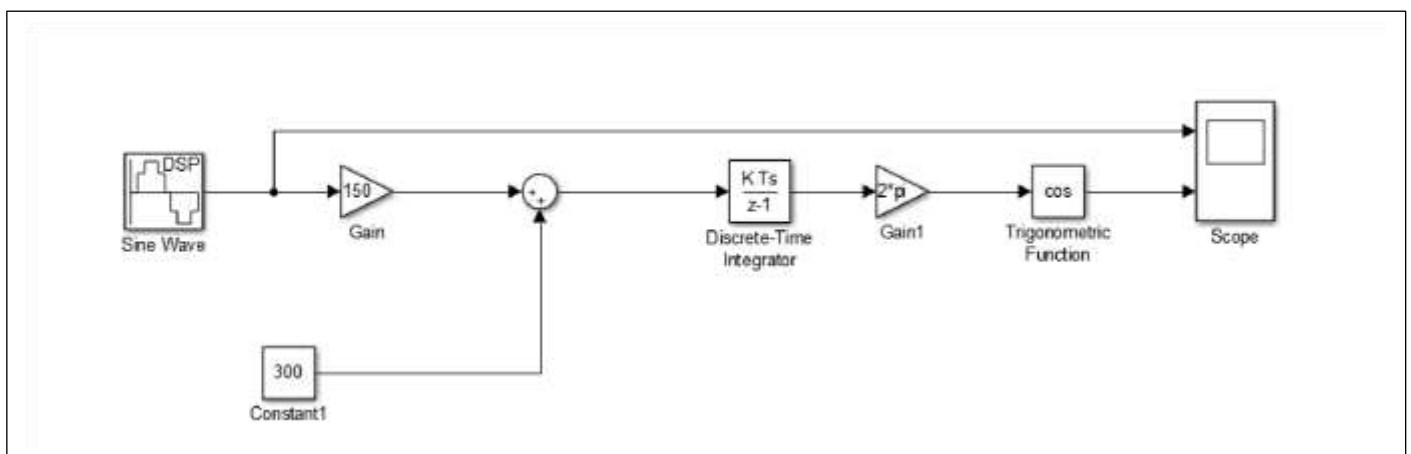 DSP
Sine Wave
150
Gain
+
+
300
Constant1
K Ts
z-1
Discrete-Time
Integrator
2*pi
Gain1
cos
Trigonometric
Function
Scope